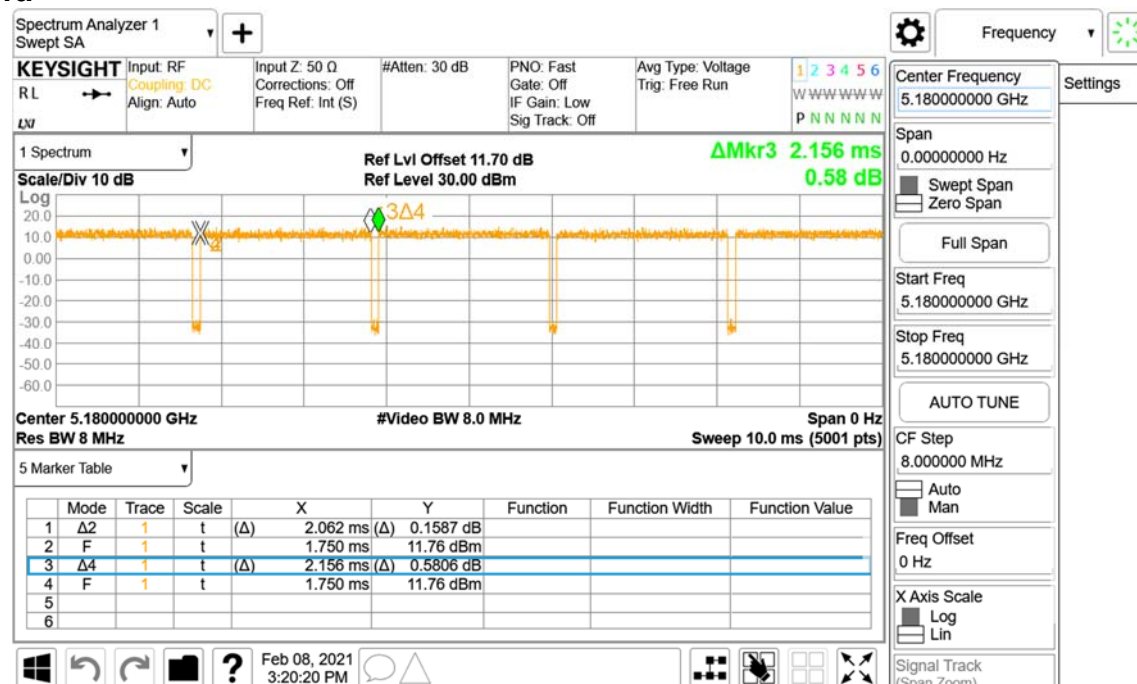 Spectrum Analyzer 1
Swept SA
+
Frequency
KEYSIGHT
RL
LXI
Input: RF
Coupling: DC
Align: Auto
Input Z: 50 Ω
Corrections: Off
Freq Ref: Int (S)
#Atten: 30 dB
PNO: Fast
Gate: Off
IF Gain: Low
Sig Track: Off
Avg Type: Voltage
Trig: Free Run
1 2 3 4 5 6
W W W W W W
P N N N N N
1 Spectrum
Scale/Div 10 dB
Ref Lvl Offset 11.70 dB
Ref Level 30.00 dBm
ΔMkr3 2.156 ms
0.58 dB
Log
20.0
10.0
0.00
-10.0
-20.0
-30.0
-40.0
-50.0
-60.0
3Δ4
Center 5.180000000 GHz
#Video BW 8.0 MHz
Span 0 Hz
Res BW 8 MHz
Sweep 10.0 ms (5001 pts)
5 Marker Table
Mode Trace Scale X Y Function Function Width Function Value
1 Δ2 1 t (Δ) 2.062 ms (Δ) 0.1587 dB
2 F 1 t 1.750 ms 11.76 dBm
3 Δ4 1 t (Δ) 2.156 ms (Δ) 0.5806 dB
4 F 1 t 1.750 ms 11.76 dBm
5
6
?
Feb 08, 2021
3:20:20 PM
Center Frequency
5.180000000 GHz
Span
0.00000000 Hz
Swept Span
Zero Span
Full Span
Start Freq
5.180000000 GHz
Stop Freq
5.180000000 GHz
AUTO TUNE
CF Step
8.000000 MHz
Auto
Man
Freq Offset
0 Hz
X Axis Scale
Log
Lin
Signal Track
(Span Zoom)
Settings